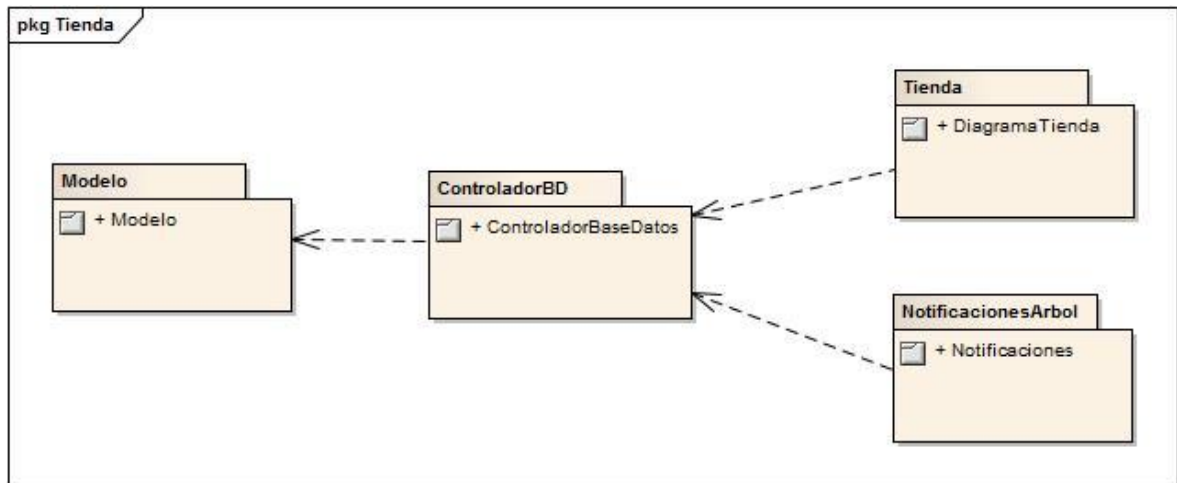 pkg Tienda
Tienda
+ DiagramaTienda
Modelo
+ Modelo
ControladorBD
+ ControladorBaseDatos
NotificacionesArbol
+ Notificaciones